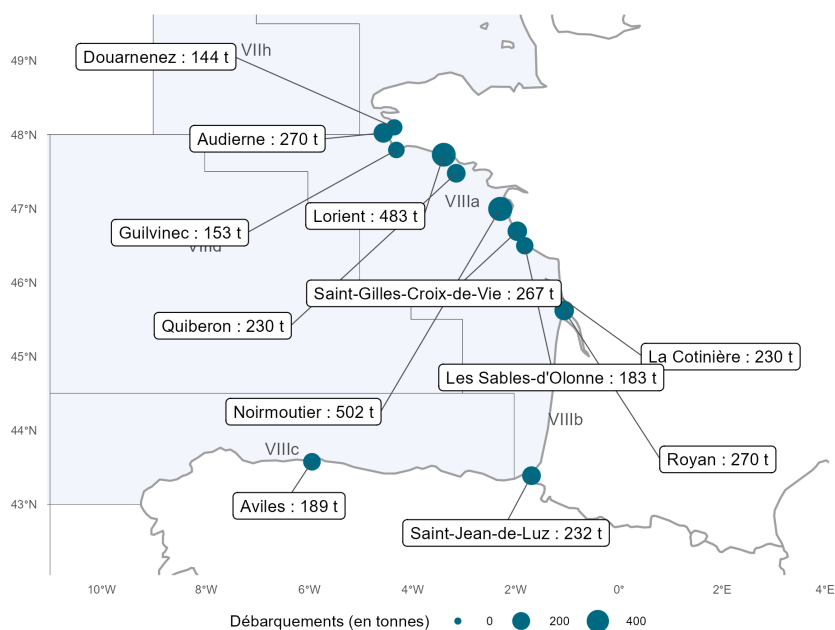 49°N
48°N
47°N
46°N
45°N
44°N
43°N
VIIh
Douarnenez : 144 t
Audierne : 270 t
VIIIa
Lorient : 483 t
Guilvinec : 153 t
Saint-Gilles-Croix-de-Vie : 267 t
Quiberon : 230 t
La Cotinière : 230 t
Les Sables-d'Olonne : 183 t
Noirmoutier : 502 t
VIIIb
VIIIc
Royan : 270 t
Aviles : 189 t
Saint-Jean-de-Luz : 232 t
10°W
8°W
6°W
4°W
2°W
0°
2°E
4°E
Débarquements (en tonnes)
0
200
400